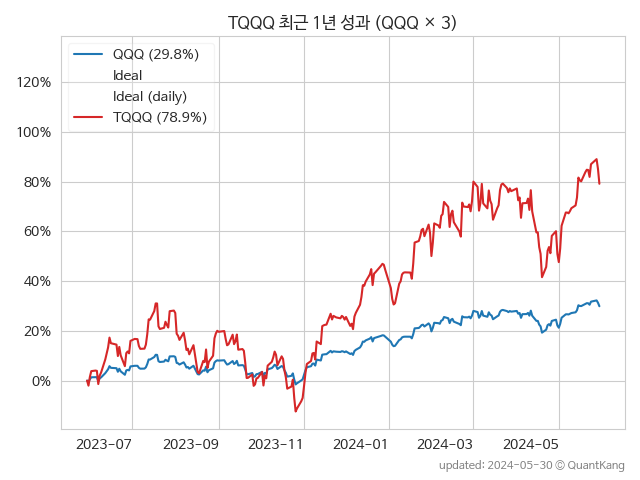 TQQQ 최근 1년 성과 (QQQ × 3)
QQQ (29.8%)
Ideal
Ideal (daily)
TQQQ (78.9%)
120%
100%
80%
60%
40%
20%
0%
2023-07 2023-09 2023-11 2024-01 2024-03 2024-05
updated: 2024-05-30 © QuantKang